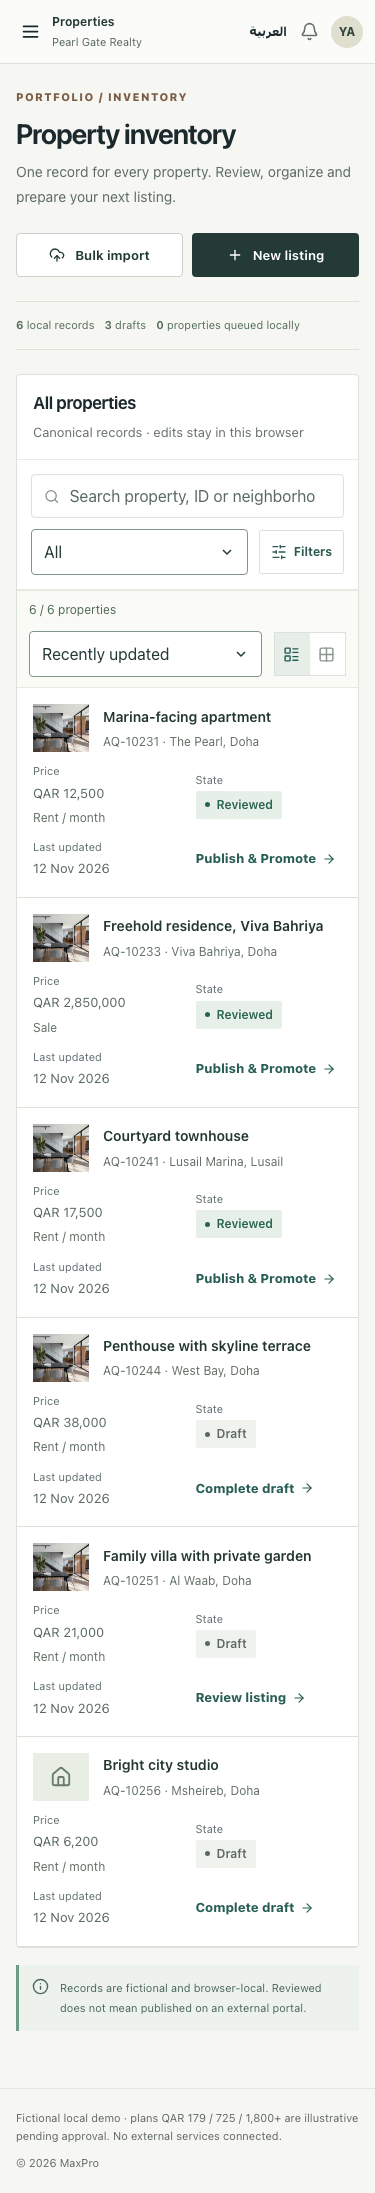 Properties
Pearl Gate Realty
العربية
YA
PORTFOLIO / INVENTORY
Property inventory
One record for every property. Review, organize and
prepare your next listing.
Bulk import
New listing
6 local records 3 drafts 0 properties queued locally
All properties
Canonical records · edits stay in this browser
Search property, ID or neighborho
All
Filters
6 / 6 properties
Recently updated
Marina-facing apartment
AQ-10231 · The Pearl, Doha
Price
QAR 12,500
Rent / month
State
Reviewed
Last updated
12 Nov 2026
Publish & Promote →
Freehold residence, Viva Bahriya
AQ-10233 · Viva Bahriya, Doha
Price
QAR 2,850,000
Sale
State
Reviewed
Last updated
12 Nov 2026
Publish & Promote →
Courtyard townhouse
AQ-10241 · Lusail Marina, Lusail
Price
QAR 17,500
Rent / month
State
Reviewed
Last updated
12 Nov 2026
Publish & Promote →
Penthouse with skyline terrace
AQ-10244 · West Bay, Doha
Price
QAR 38,000
Rent / month
State
Draft
Last updated
12 Nov 2026
Complete draft →
Family villa with private garden
AQ-10251 · Al Waab, Doha
Price
QAR 21,000
Rent / month
State
Draft
Last updated
12 Nov 2026
Review listing →
Bright city studio
AQ-10256 · Msheireb, Doha
Price
QAR 6,200
Rent / month
State
Draft
Last updated
12 Nov 2026
Complete draft →
Records are fictional and browser-local. Reviewed
does not mean published on an external portal.
Fictional local demo · plans QAR 179 / 725 / 1,800+ are illustrative
pending approval. No external services connected.
© 2026 MaxPro